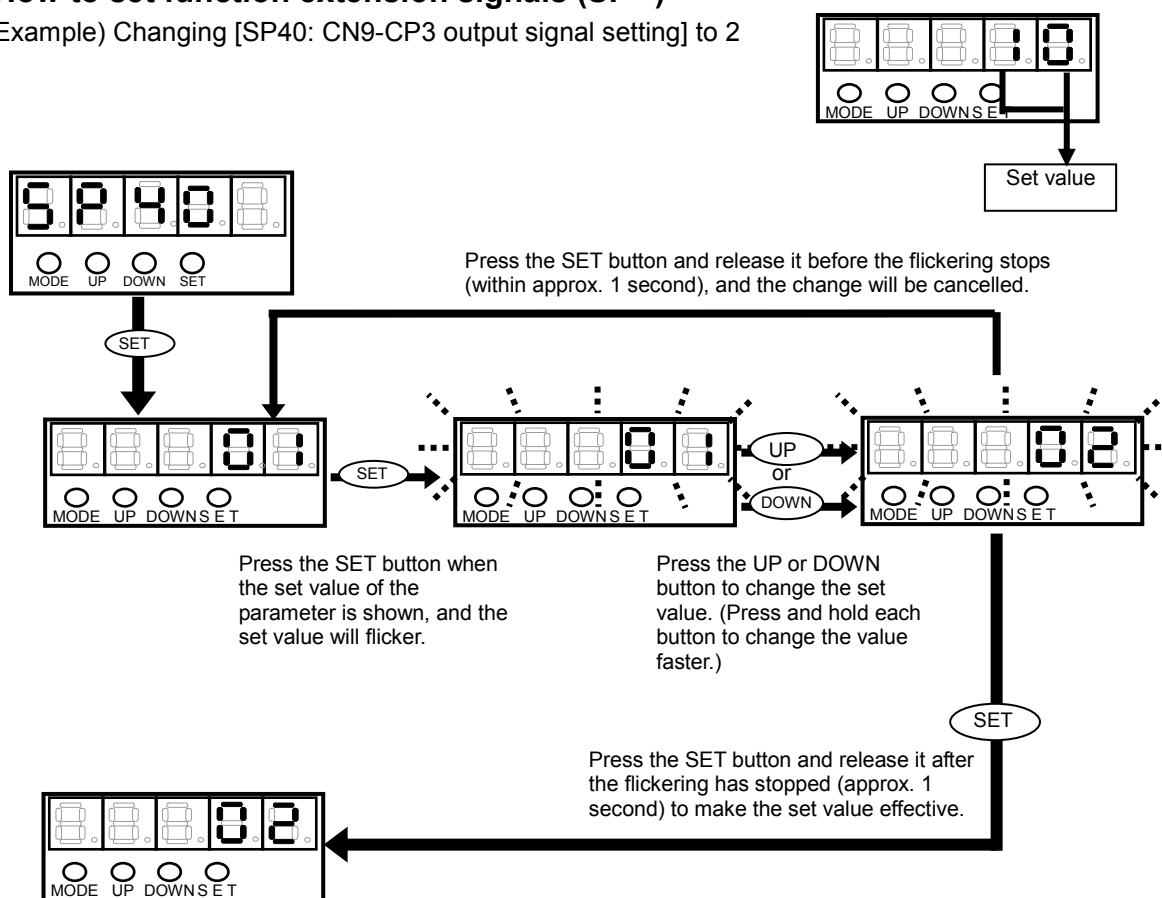 (Example) Changing [SP40: CN9-CP3 output signal setting] to 2
10
MODE UP DOWN SET
Set value
SP40
MODE UP DOWN SET
Press the SET button and release it before the flickering stops
(within approx. 1 second), and the change will be cancelled.
SET
01
MODE UP DOWN SET
SET
01
MODE UP DOWN SET
UP
or
DOWN
02
MODE UP DOWN SET
Press the SET button when
the set value of the
parameter is shown, and the
set value will flicker.
Press the UP or DOWN
button to change the set
value. (Press and hold each
button to change the value
faster.)
SET
Press the SET button and release it after
the flickering has stopped (approx. 1
second) to make the set value effective.
02
MODE UP DOWN SET